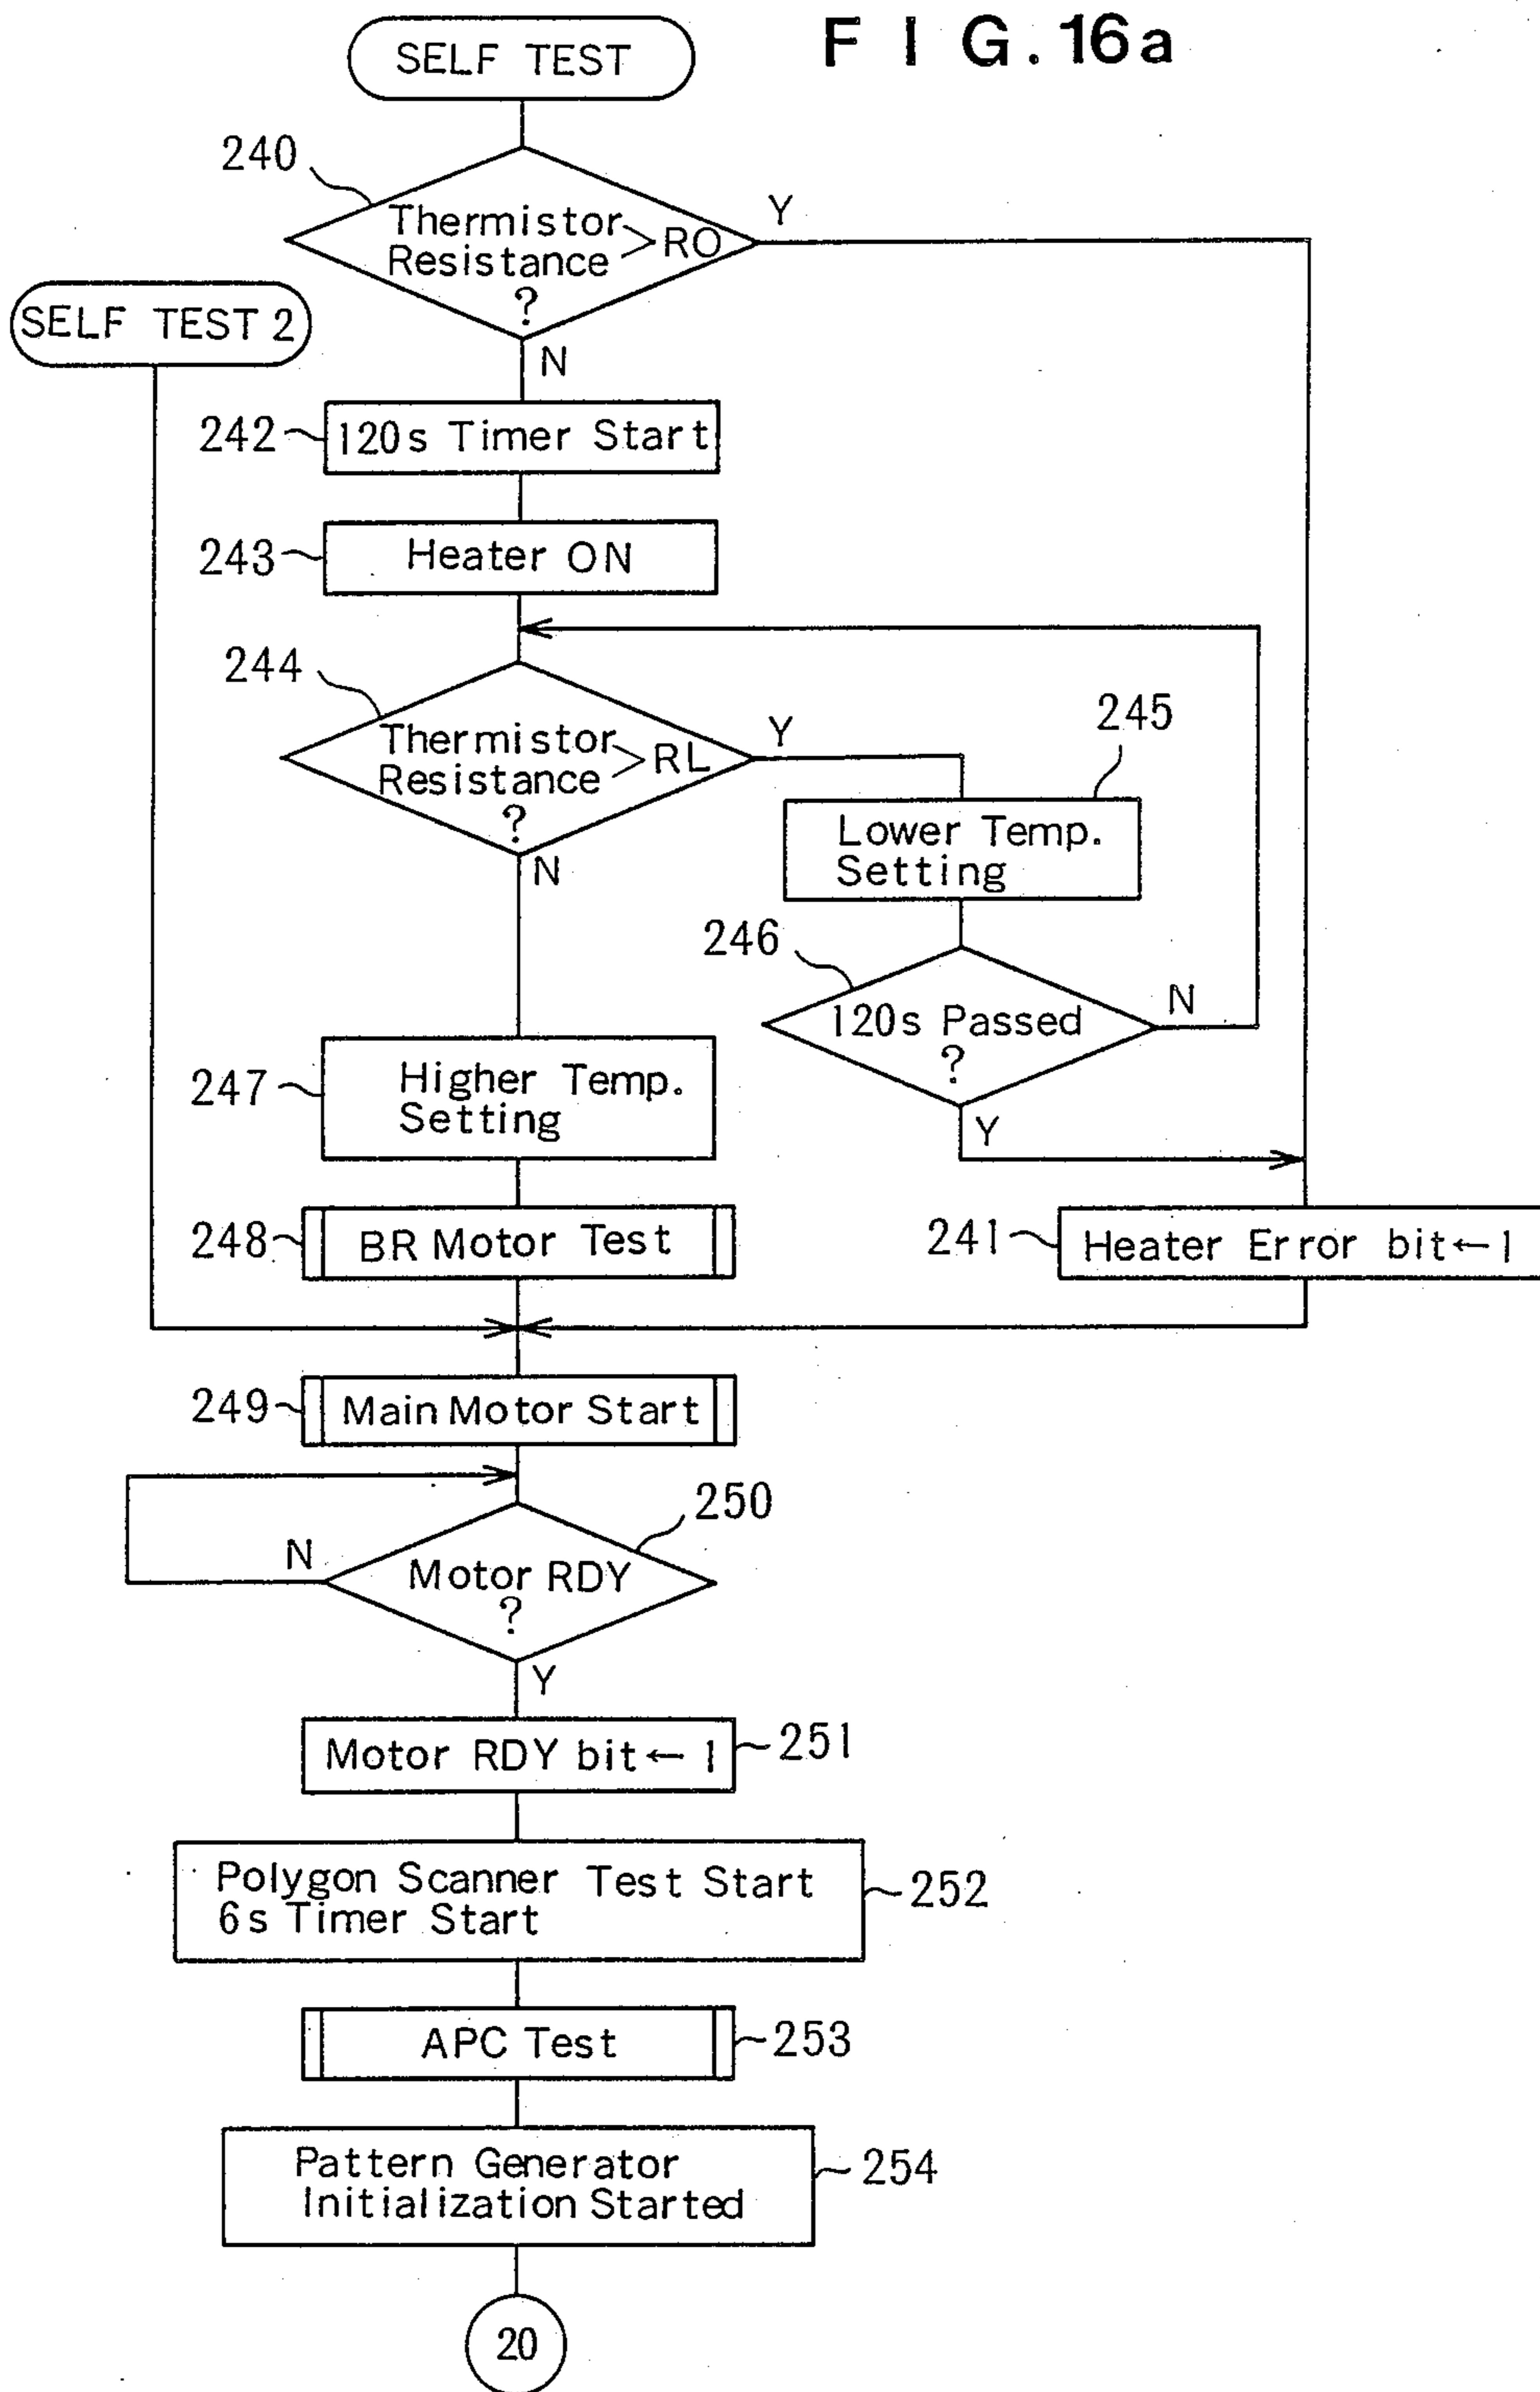 FIG. 16a
SELF TEST
240
Thermistor
Resistance > RO
?
Y
N
SELF TEST 2
242
120s Timer Start
243
Heater ON
244
Thermistor
Resistance > RL
?
Y
N
245
Lower Temp.
Setting
246
120s Passed
?
N
Y
247
Higher Temp.
Setting
248
BR Motor Test
241
Heater Error bit ← 1
249
Main Motor Start
250
Motor RDY
?
N
Y
Motor RDY bit ← 1
251
Polygon Scanner Test Start
6s Timer Start
252
APC Test
253
Pattern Generator
Initialization Started
254
20